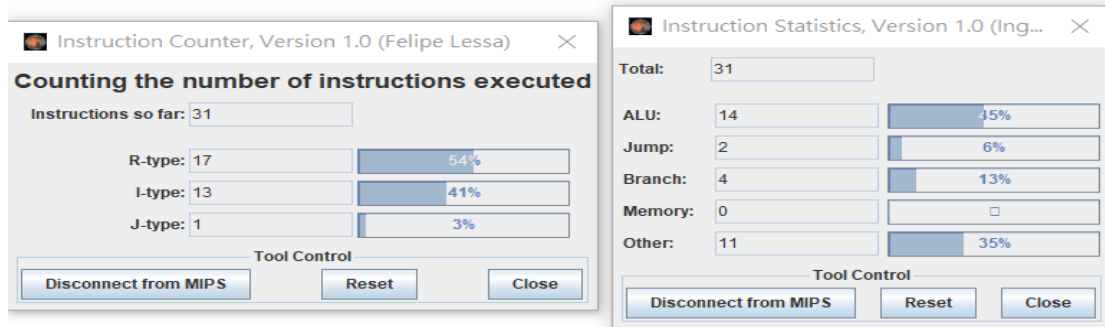 Instruction Counter, Version 1.0 (Felipe Lessa)
Counting the number of instructions executed
Instructions so far: 31
R-type: 17 54%
I-type: 13 41%
J-type: 1 3%
Tool Control
Disconnect from MIPS Reset Close
Instruction Statistics, Version 1.0 (Ing...
Total: 31
ALU: 14 45%
Jump: 2 6%
Branch: 4 13%
Memory: 0 □
Other: 11 35%
Tool Control
Disconnect from MIPS Reset Close